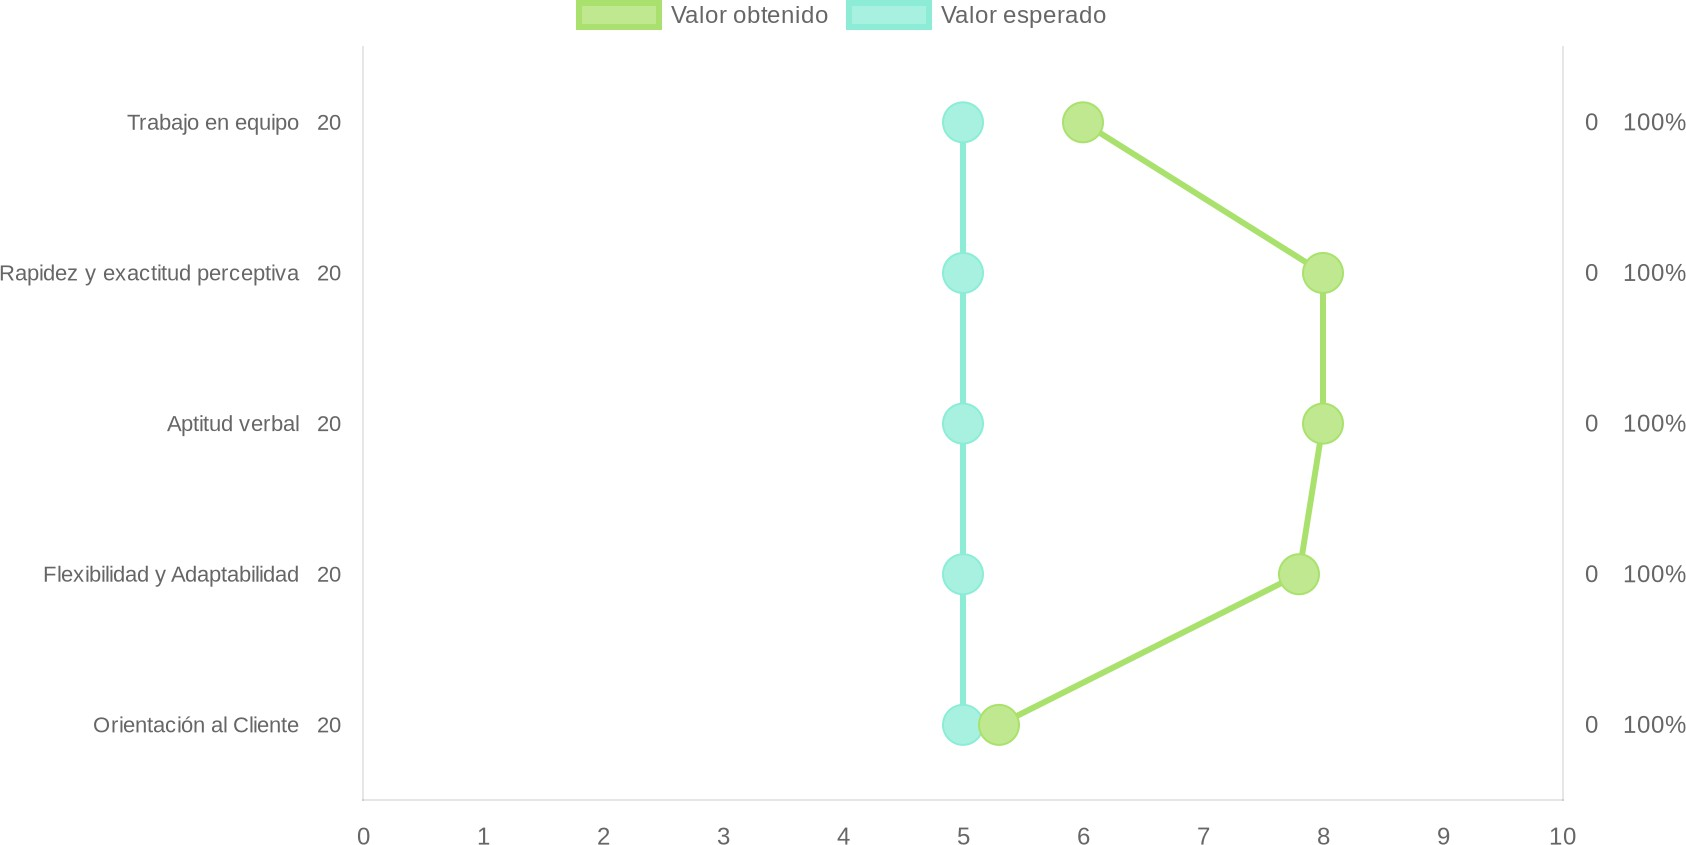 Valor obtenido Valor esperado
Trabajo en equipo 20 0 100%
Rapidez y exactitud perceptiva 20 0 100%
Aptitud verbal 20 0 100%
Flexibilidad y Adaptabilidad 20 0 100%
Orientación al Cliente 20 0 100%
0 1 2 3 4 5 6 7 8 9 10